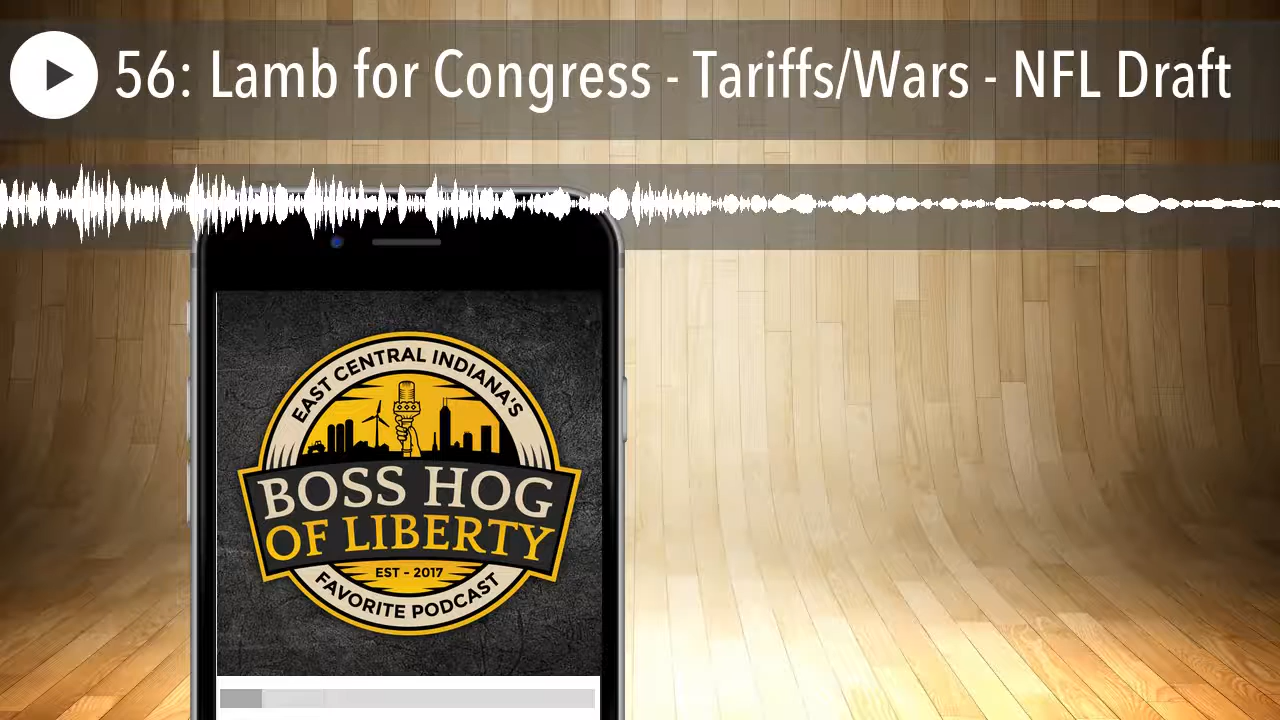 56: Lamb for Congress - Tariffs/Wars - NFL Draft
EAST CENTRAL INDIANA'S
BOSS HOG
OF LIBERTY
EST - 2017
FAVORITE PODCAST